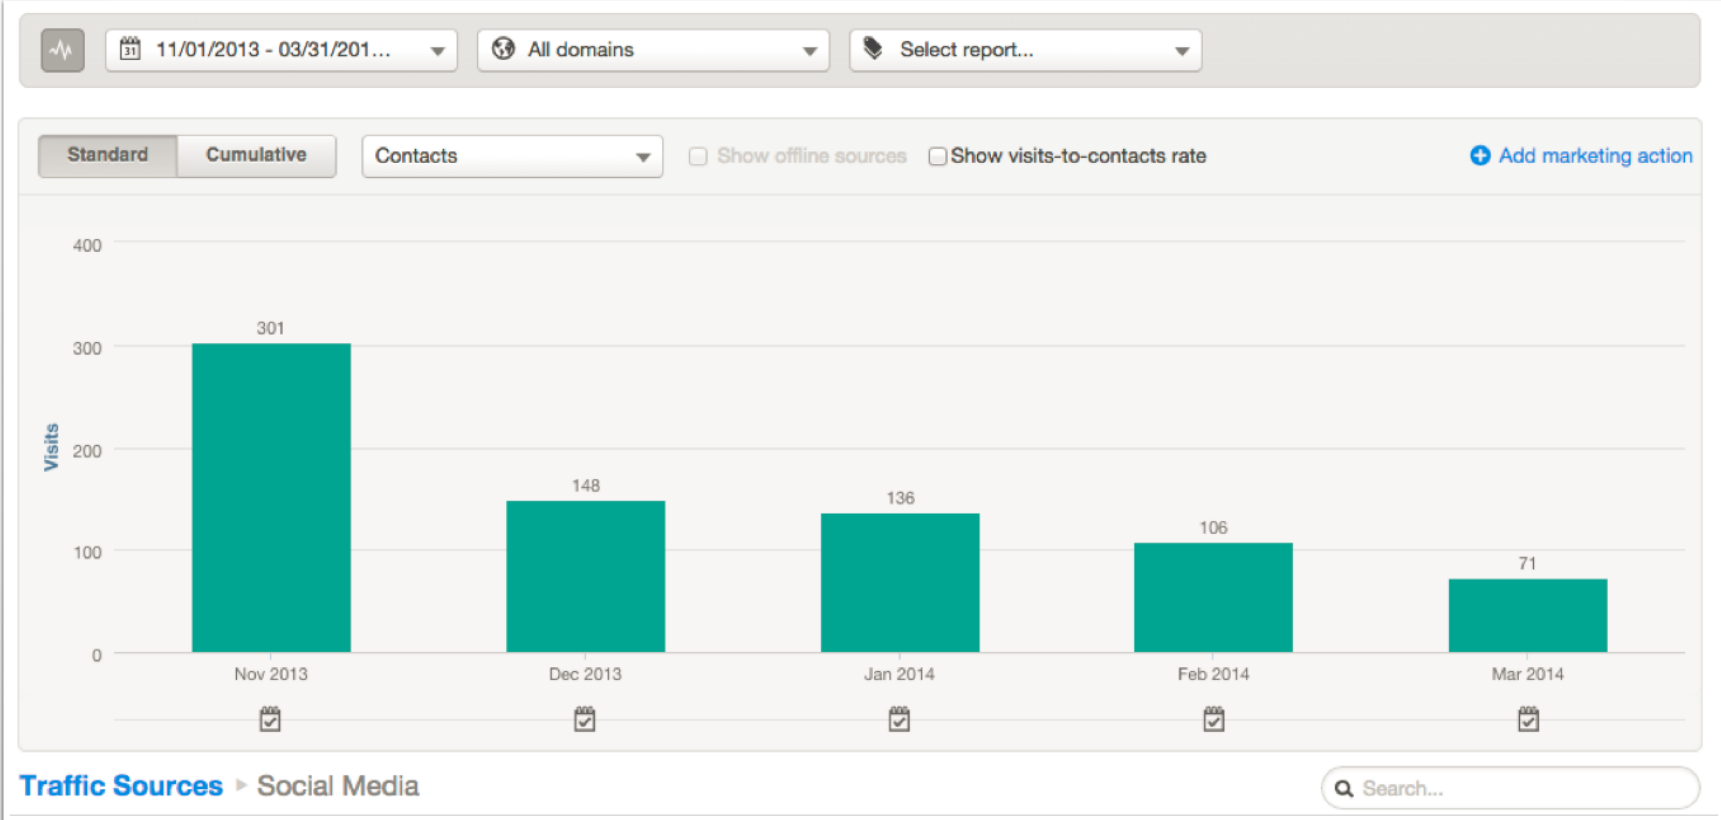 31 11/01/2013 - 03/31/201... All domains Select report...
Standard Cumulative Contacts Show offline sources Show visits-to-contacts rate Add marketing action
400
301
300
Visits
200
148
136
106
100
71
0
Nov 2013 Dec 2013 Jan 2014 Feb 2014 Mar 2014
Traffic Sources Social Media Search...